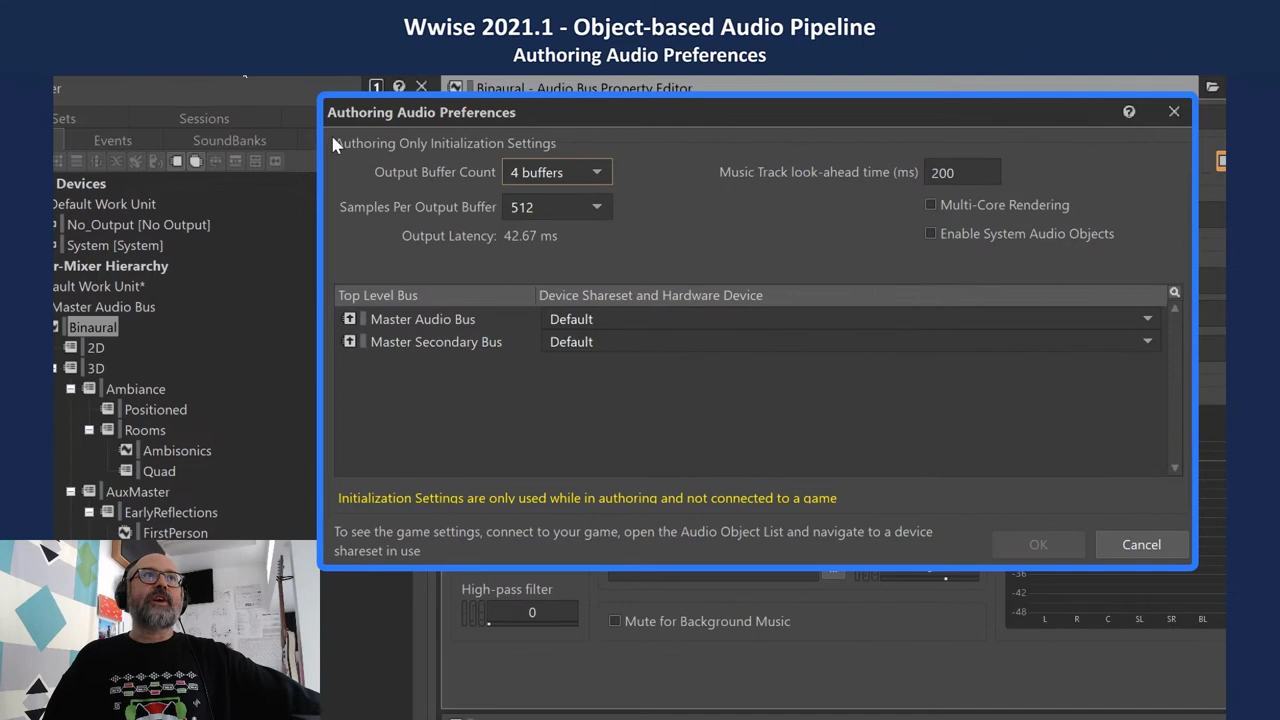 Wwise 2021.1 - Object-based Audio Pipeline
Authoring Audio Preferences
er
1
Binaural - Audio Bus Property Editor
Sets
Sessions
Events
SoundBanks
Devices
Default Work Unit
No_Output [No Output]
System [System]
r-Mixer Hierarchy
fault Work Unit*
Master Audio Bus
Binaural
2D
3D
Ambiance
Positioned
Rooms
Ambisonics
Quad
AuxMaster
EarlyReflections
FirstPerson
Authoring Audio Preferences
Authoring Only Initialization Settings
Output Buffer Count 4 buffers
Music Track look-ahead time (ms) 200
Samples Per Output Buffer 512
Multi-Core Rendering
Output Latency: 42.67 ms
Enable System Audio Objects
Top Level Bus Device Shareset and Hardware Device
Master Audio Bus Default
Master Secondary Bus Default
Initialization Settings are only used while in authoring and not connected to a game
To see the game settings, connect to your game, open the Audio Object List and navigate to a device
shareset in use
OK
Cancel
High-pass filter
0
Mute for Background Music
-36
-42
-48
L R C SL SR BL